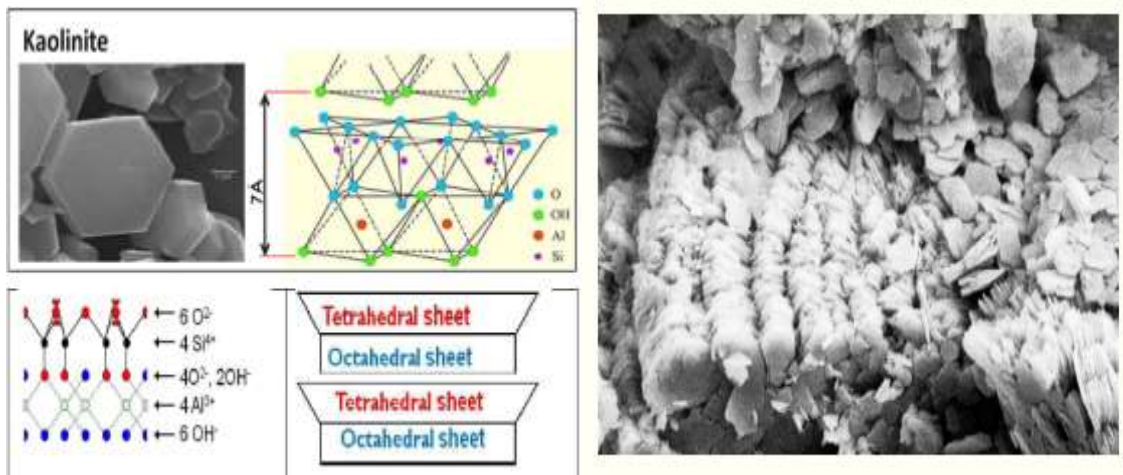 Kaolinite
7Å
O
OH
Al
Si
6 O²⁻
4 Si⁴⁺
4O²⁻, 2OH⁻
4 Al³⁺
6 OH⁻
Tetrahedral sheet
Octahedral sheet
Tetrahedral sheet
Octahedral sheet